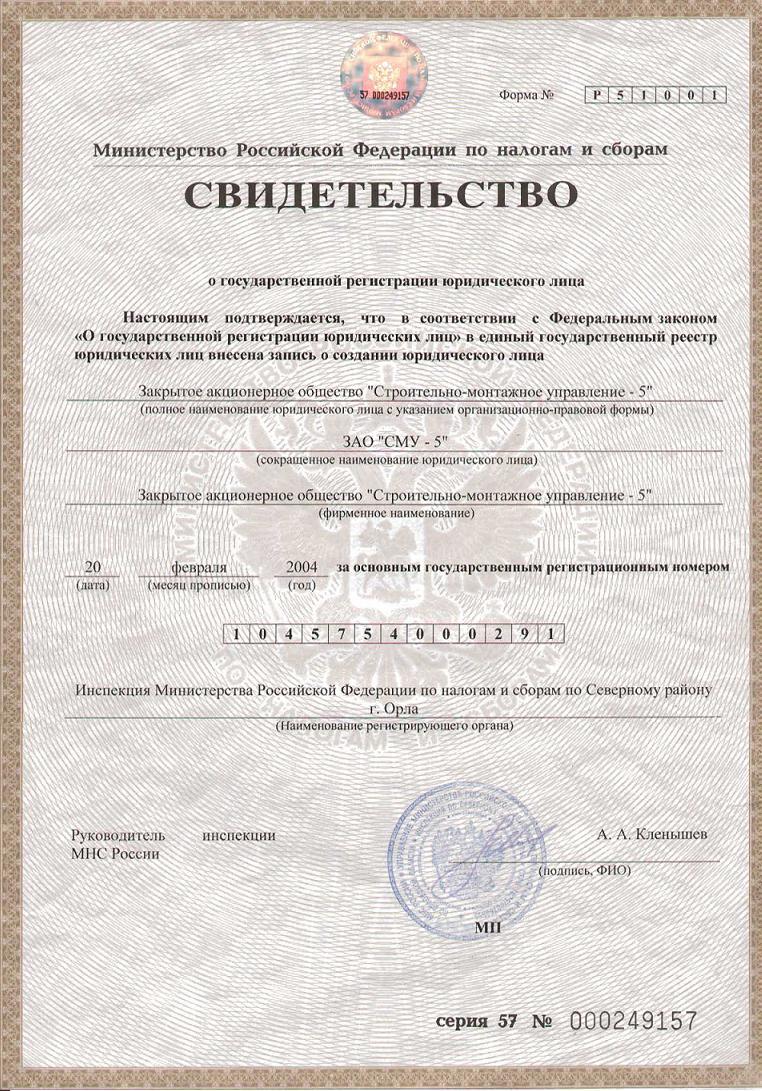 57 000249157
Форма № Р 5 1 0 0 1
Министерство Российской Федерации по налогам и сборам
СВИДЕТЕЛЬСТВО
о государственной регистрации юридического лица
Настоящим подтверждается, что в соответствии с Федеральным законом
«О государственной регистрации юридических лиц» в единый государственный реестр
юридических лиц внесена запись о создании юридического лица
Закрытое акционерное общество "Строительно-монтажное управление - 5"
(полное наименование юридического лица с указанием организационно-правовой формы)
ЗАО "СМУ - 5"
(сокращенное наименование юридического лица)
Закрытое акционерное общество "Строительно-монтажное управление - 5"
(фирменное наименование)
20 февраля 2004 за основным государственным регистрационным номером
(дата) (месяц прописью) (год)
1 0 4 5 7 5 4 0 0 0 2 9 1
Инспекция Министерства Российской Федерации по налогам и сборам по Северному району
г. Орла
(Наименование регистрирующего органа)
Руководитель инспекции А. А. Кленышев
МНС России
(подпись, ФИО)
МП
серия 57 № 000249157